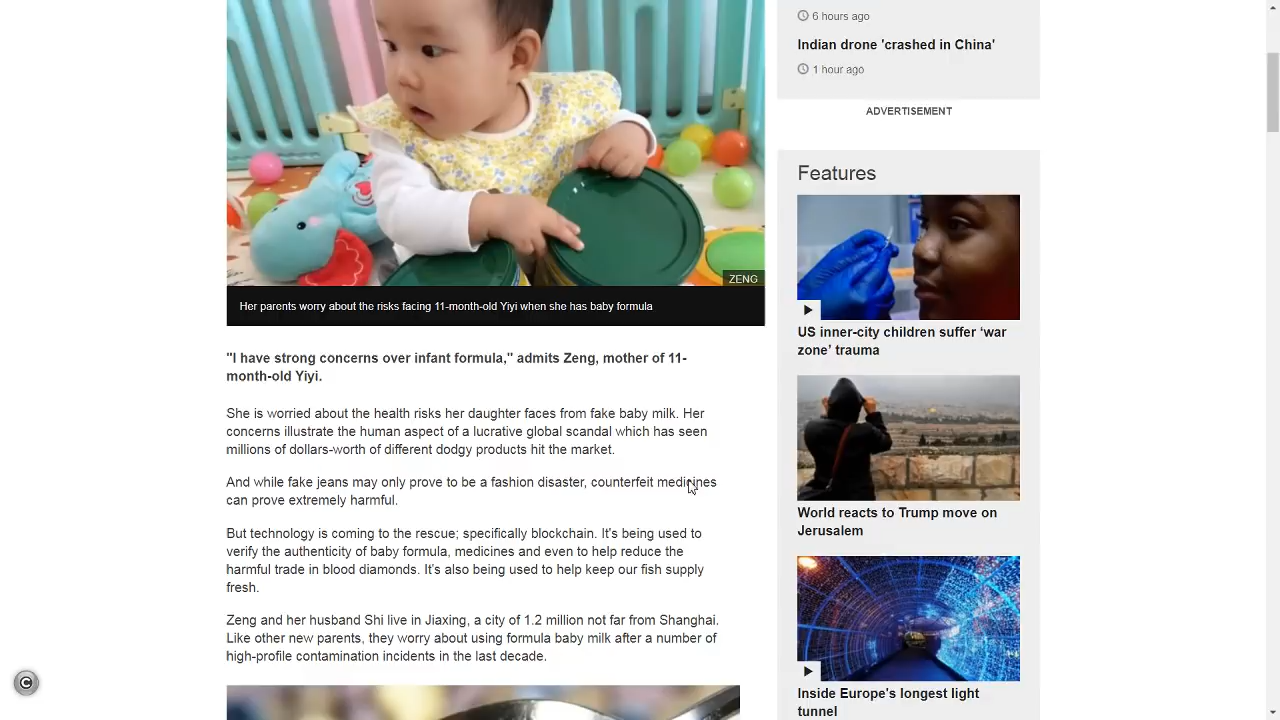 6 hours ago
Indian drone 'crashed in China'
1 hour ago
ADVERTISEMENT
Features
US inner-city children suffer ‘war
zone’ trauma
World reacts to Trump move on
Jerusalem
Inside Europe's longest light
tunnel
ZENG
Her parents worry about the risks facing 11-month-old Yiyi when she has baby formula
"I have strong concerns over infant formula," admits Zeng, mother of 11-
month-old Yiyi.
She is worried about the health risks her daughter faces from fake baby milk. Her
concerns illustrate the human aspect of a lucrative global scandal which has seen
millions of dollars-worth of different dodgy products hit the market.
And while fake jeans may only prove to be a fashion disaster, counterfeit medicines
can prove extremely harmful.
But technology is coming to the rescue; specifically blockchain. It's being used to
verify the authenticity of baby formula, medicines and even to help reduce the
harmful trade in blood diamonds. It’s also being used to help keep our fish supply
fresh.
Zeng and her husband Shi live in Jiaxing, a city of 1.2 million not far from Shanghai.
Like other new parents, they worry about using formula baby milk after a number of
high-profile contamination incidents in the last decade.
©